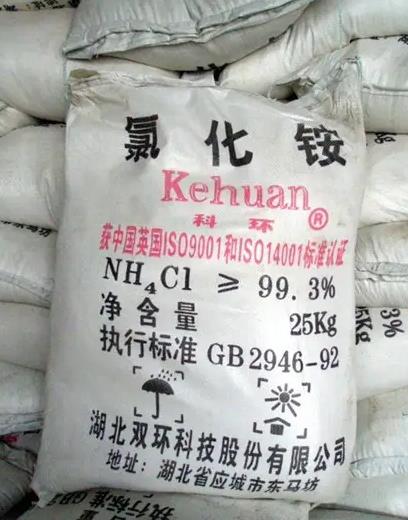 氯化铵
Kehuan
科环®
获中国英国ISO9001和ISO14001标准认证
NH₄Cl ≥ 99.3%
净含量 25Kg
执行标准 GB2946-92
湖北双环科技股份有限公司
地址：湖北省应城市东马坊
3%
5Kg